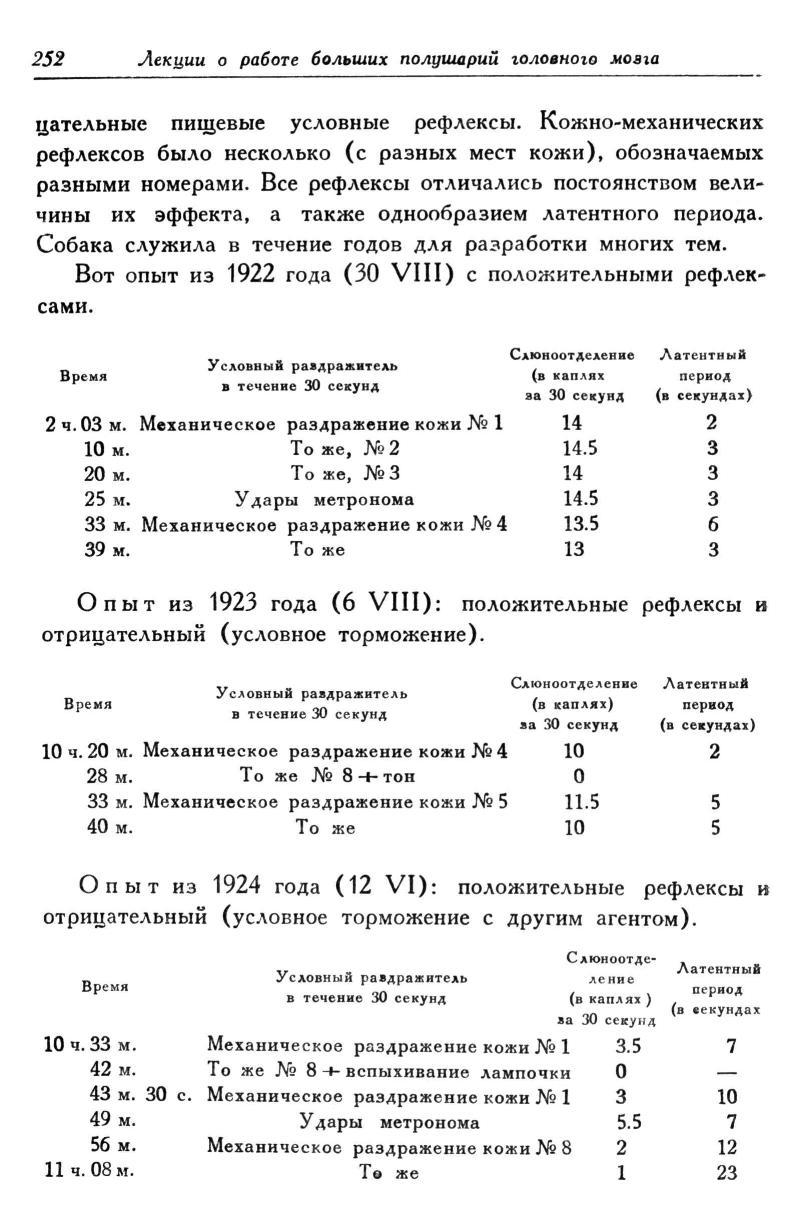 252 Лекции о работе больших полушарий головного мозга
цательные пищевые условные рефлексы. Кожно-механических
рефлексов было несколько (с разных мест кожи), обозначаемых
разными номерами. Все рефлексы отличались постоянством вели-
чины их эффекта, а также однообразием латентного периода.
Собака служила в течение годов для разработки многих тем.
Вот опыт из 1922 года (30 VIII) с положительными рефлек-
сами.
Время Условный раздражитель в течение 30 секунд Слюноотделение (в каплях за 30 секунд Латентный период (в секундах)
2 ч. 03 м. Механическое раздражение кожи № 1 14 2
10 м. То же, № 2 14.5 3
20 м. То же, № 3 14 3
25 м. Удары метронома 14.5 3
33 м. Механическое раздражение кожи № 4 13.5 6
39 м. То же 13 3
Опыт из 1923 года (6 VIII): положительные рефлексы и
отрицательный (условное торможение).
Время Условный раздражитель в течение 30 секунд Слюноотделение (в каплях) за 30 секунд Латентный период (в секундах)
10 ч. 20 м. Механическое раздражение кожи № 4 10 2
28 м. То же № 8 + тон 0
33 м. Механическое раздражение кожи № 5 11.5 5
40 м. То же 10 5
Опыт из 1924 года (12 VI): положительные рефлексы и
отрицательный (условное торможение с другим агентом).
Время Условный раздражитель в течение 30 секунд Слюноотде-ление (в каплях) за 30 секунд Латентный период (в секундах
10 ч. 33 м. Механическое раздражение кожи № 1 3.5 7
42 м. То же № 8 + вспыхивание лампочки 0 —
43 м. 30 с. Механическое раздражение кожи № 1 3 10
49 м. Удары метронома 5.5 7
56 м. Механическое раздражение кожи № 8 2 12
11 ч. 08 м. То же 1 23